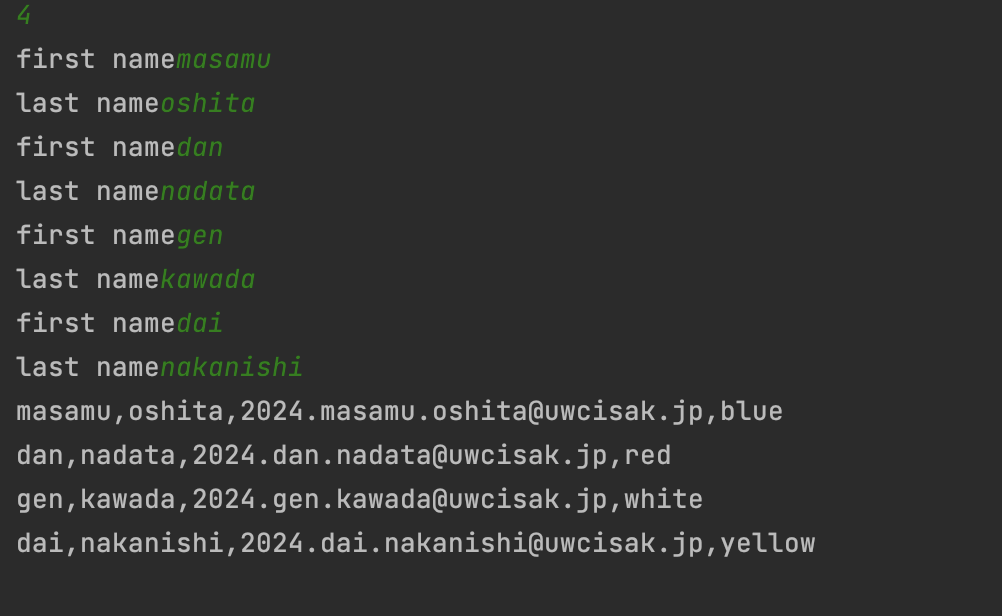 4
first namemasamu
last nameoshita
first namedan
last namenadata
first namegen
last namekawada
first namedai
last namenakanishi
masamu,oshita,2024.masamu.oshita@uwcisak.jp,blue
dan,nadata,2024.dan.nadata@uwcisak.jp,red
gen,kawada,2024.gen.kawada@uwcisak.jp,white
dai,nakanishi,2024.dai.nakanishi@uwcisak.jp,yellow